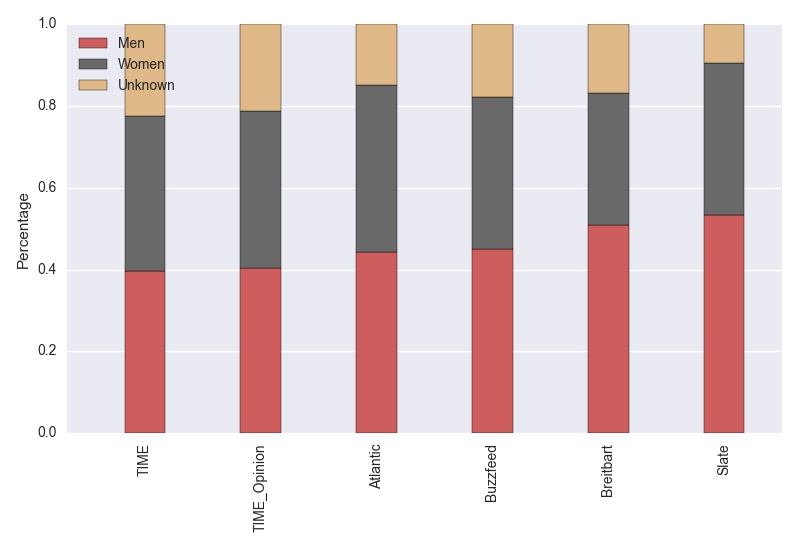 1.0
Men
Women
Unknown
0.8
0.6
0.4
0.2
0.0
Percentage
TIME
TIME_Opinion
Atlantic
Buzzfeed
Breitbart
Slate